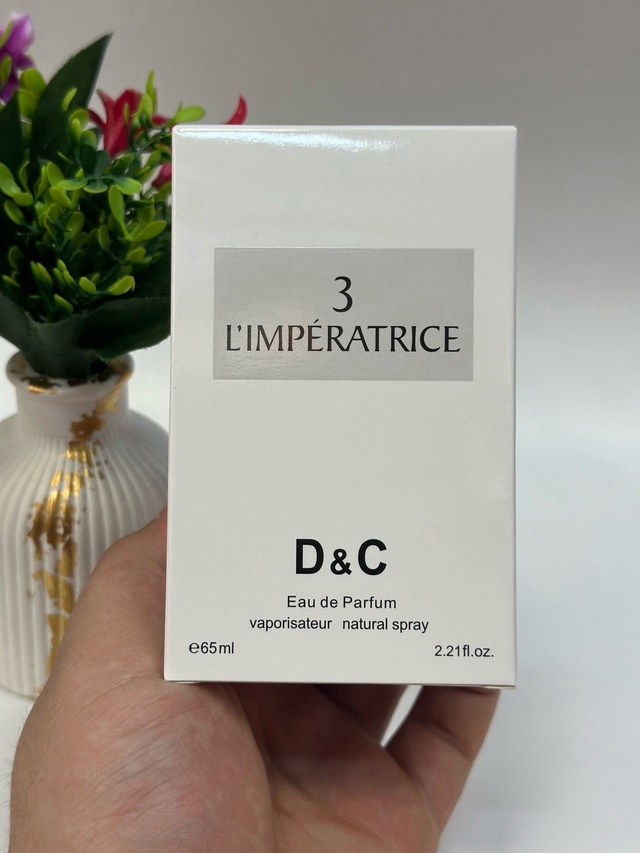 3
L'IMPÉRATRICE
D&C
Eau de Parfum
vaporisateur natural spray
℮65ml
2.21fl.oz.